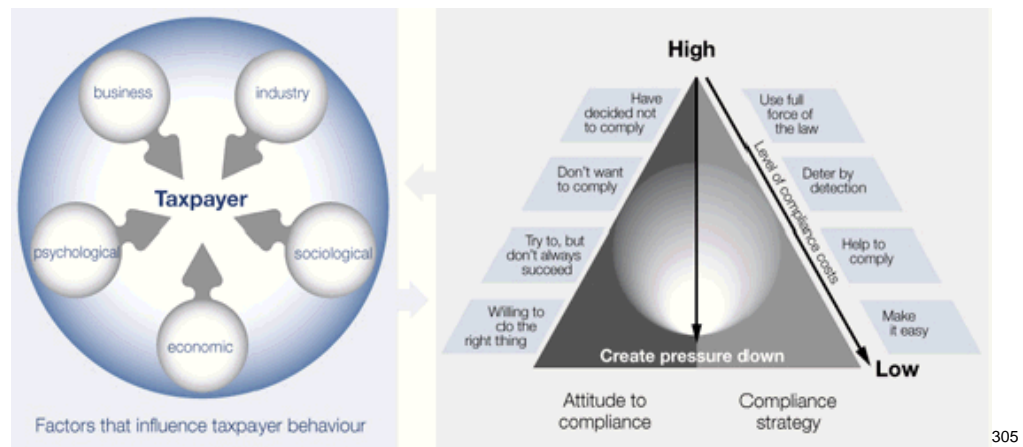 business
industry
Taxpayer
psychological
sociological
economic
Factors that influence taxpayer behaviour
High
Have
decided not
to comply
Use full
force of
the law
Don't want
to comply
Deter by
detection
Level of compliance costs
Try to, but
don't always
succeed
Help to
comply
Willing to
do the
right thing
Make
it easy
Create pressure down
Low
Attitude to
compliance
Compliance
strategy
305